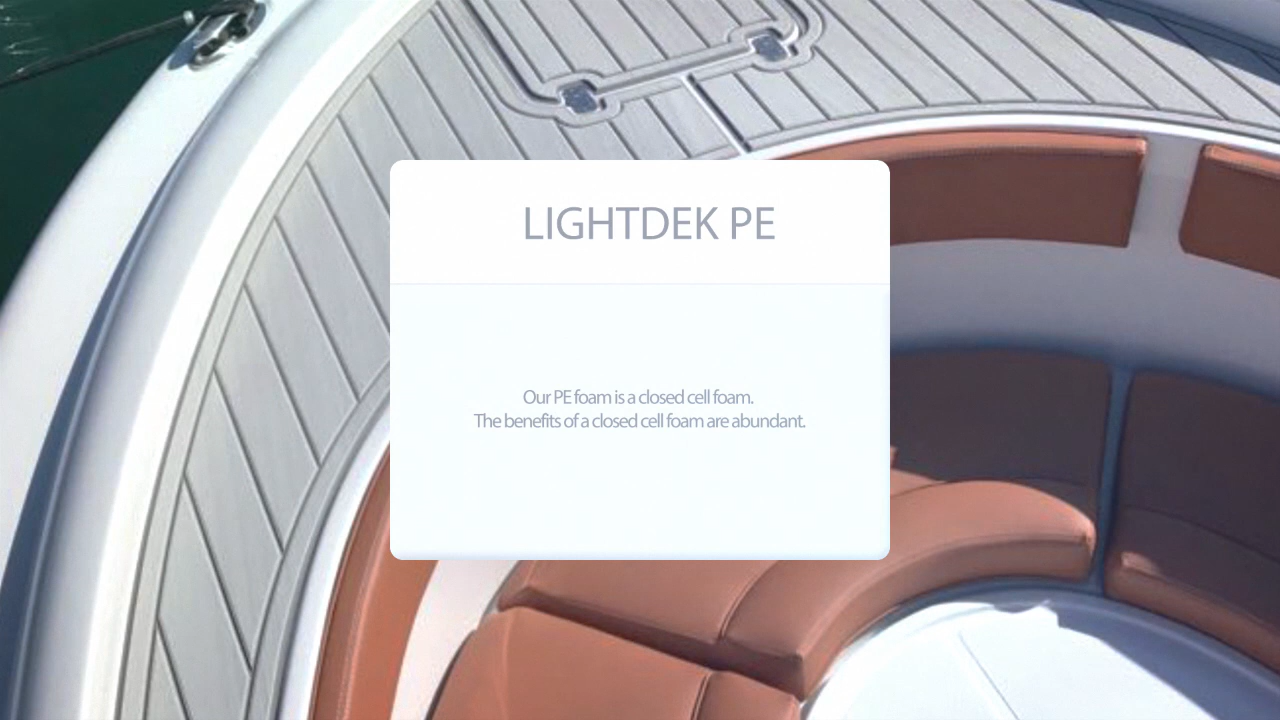 LIGHTDEK PE
Our PE foam is a closed cell foam.
The benefits of a closed cell foam are abundant.